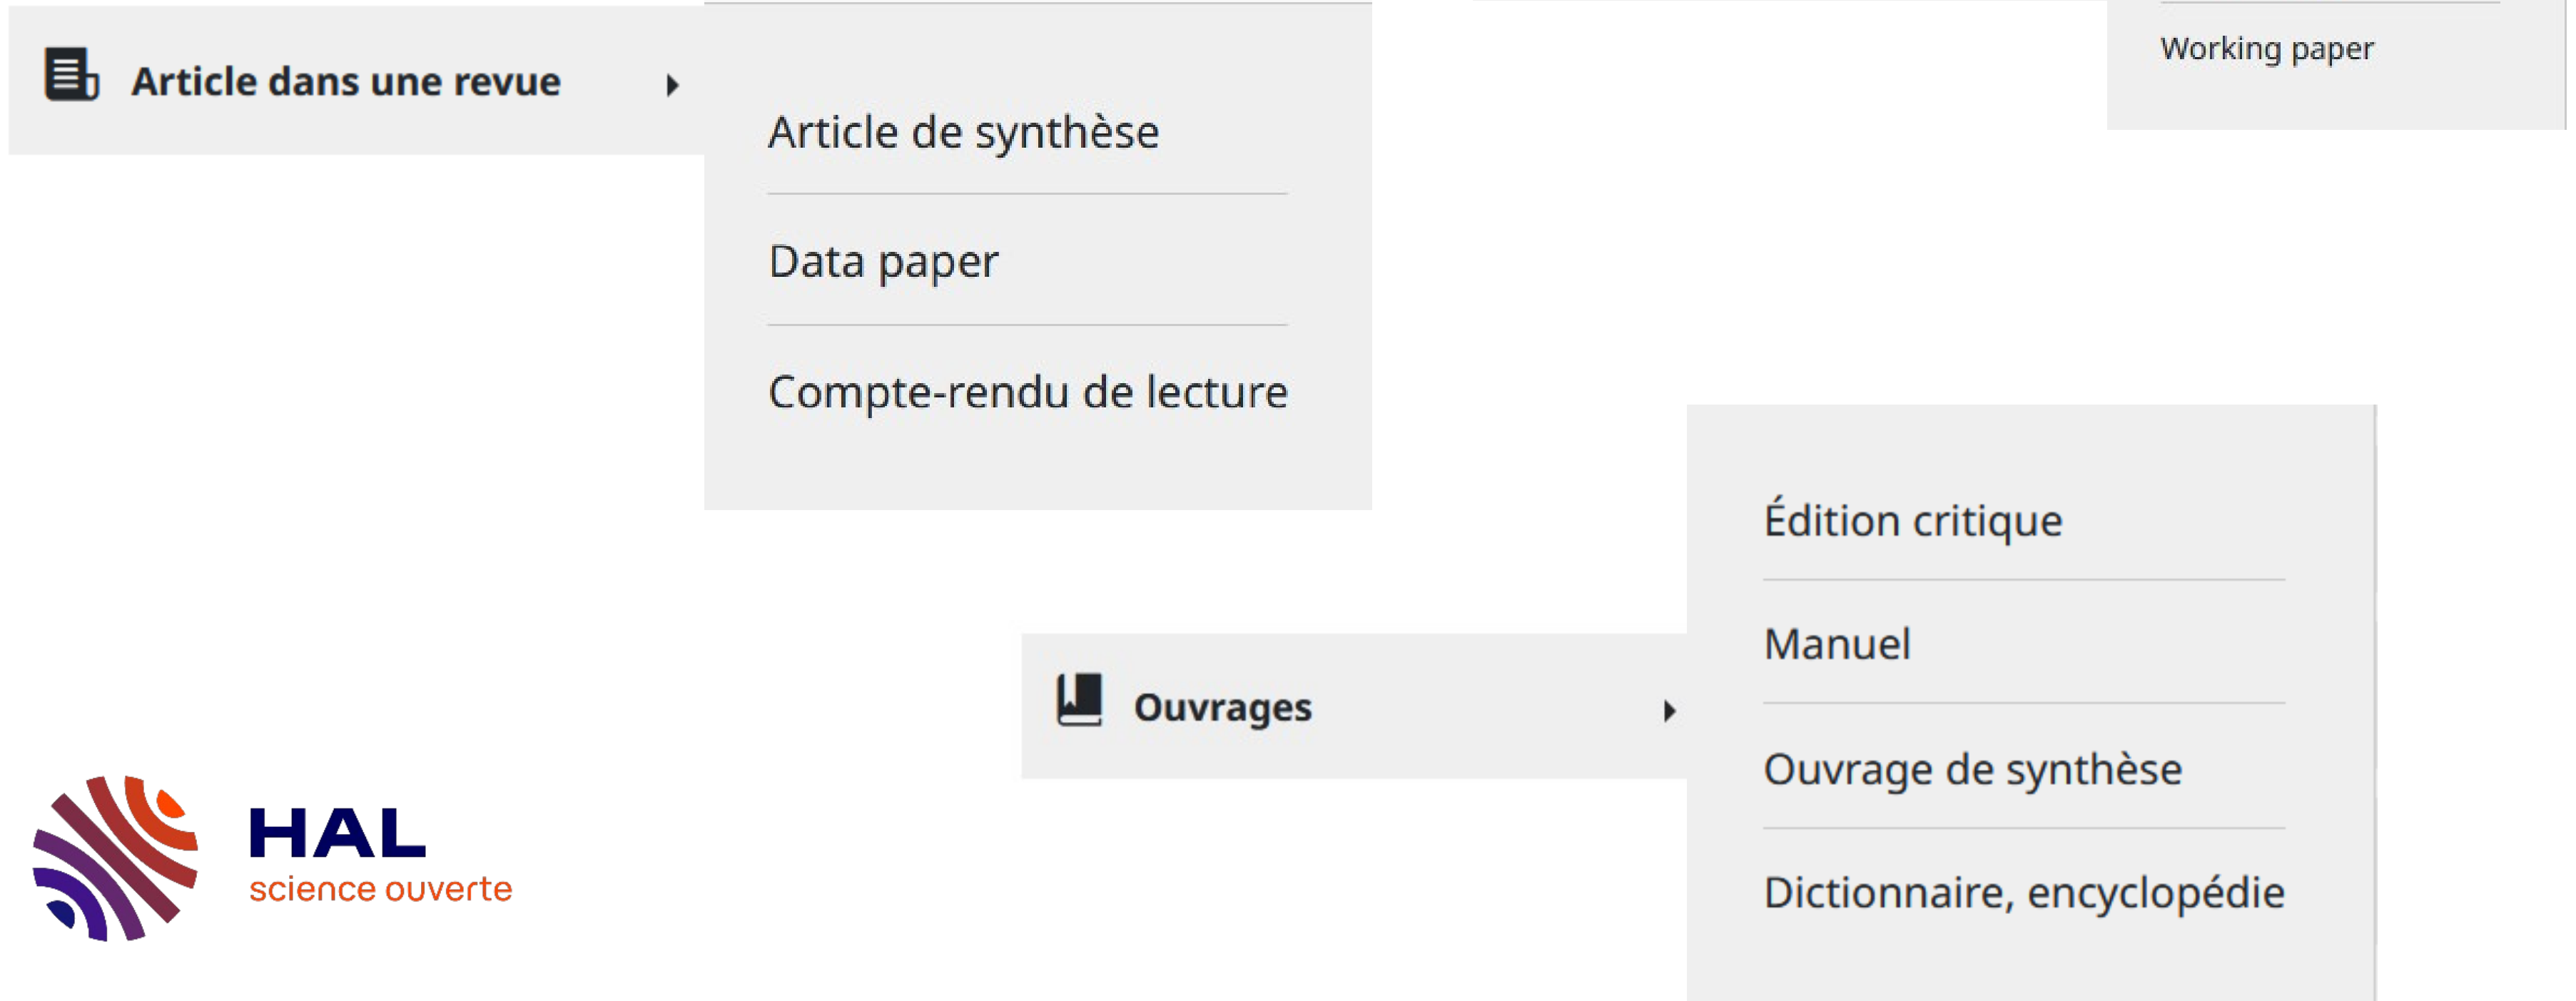 Article dans une revue
Article de synthèse
Data paper
Compte-rendu de lecture
Working paper
Ouvrages
Édition critique
Manuel
Ouvrage de synthèse
Dictionnaire, encyclopédie
HAL
science ouverte